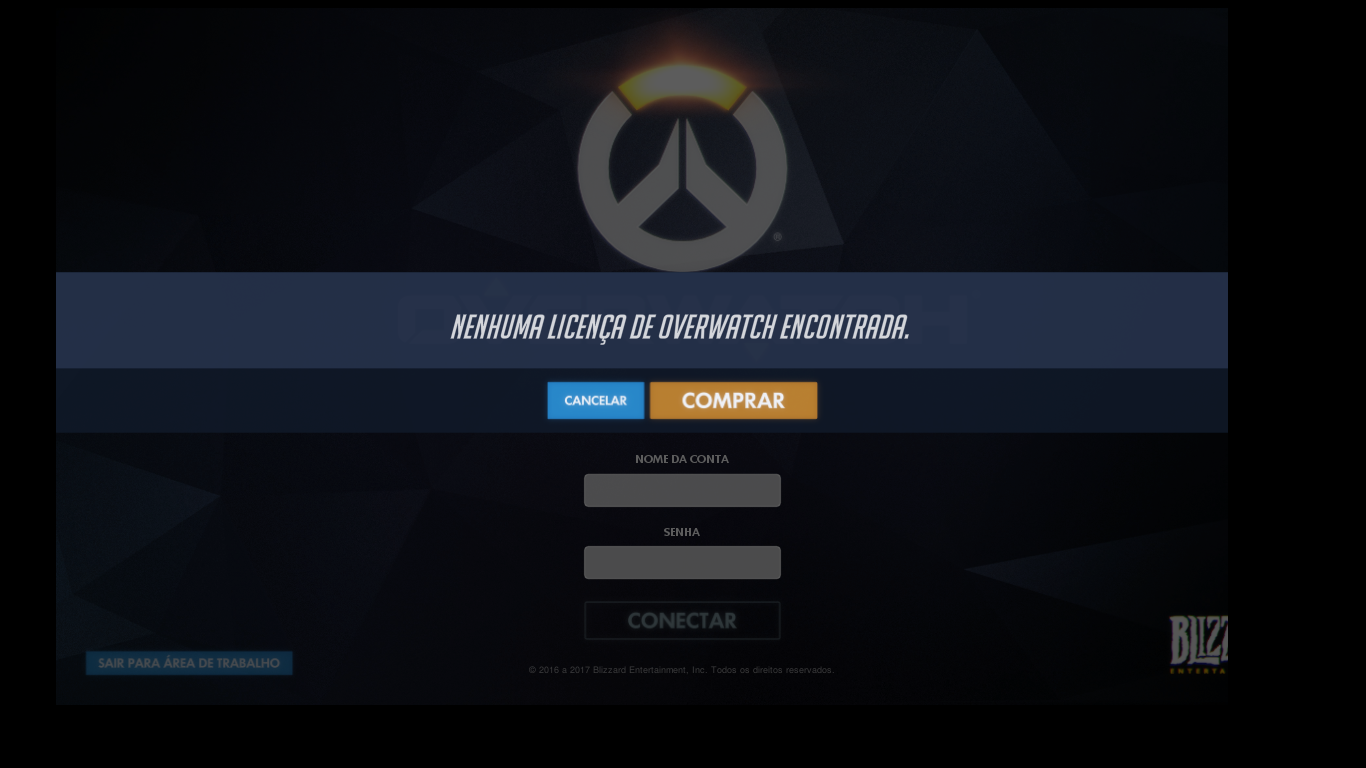 NENHUMA LICENÇA DE OVERWATCH ENCONTRADA.
CANCELAR COMPRAR
NOME DA CONTA
SENHA
CONECTAR
SAIR PARA ÁREA DE TRABALHO
© 2016 a 2017 Blizzard Entertainment, Inc. Todos os direitos reservados.
BLIZZ
ENTERTA